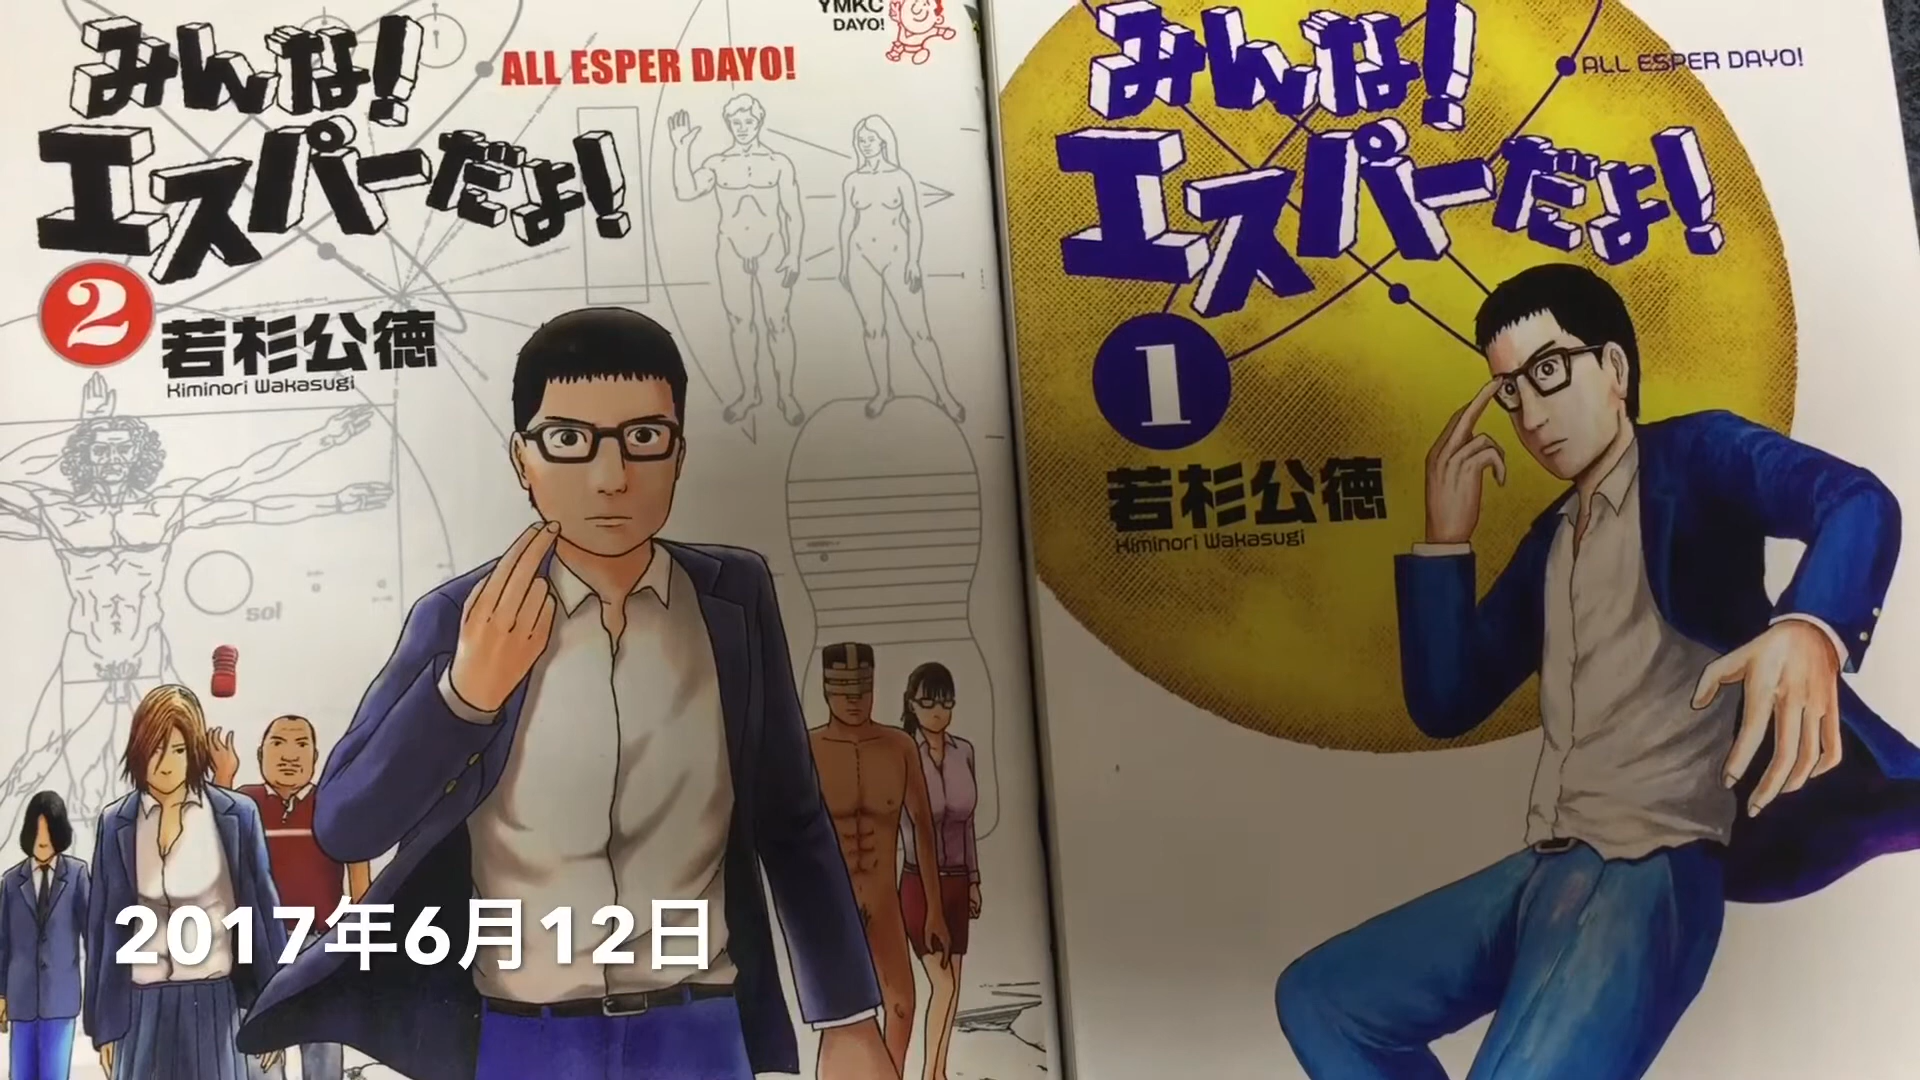 みんな!
エスパーだよ!
ALL ESPER DAYO!
YMKC
DAYO!
2
若杉公徳
Kiminori Wakasugi
sol
みんな!
エスパーだよ!
ALL ESPER DAYO!
1
若杉公徳
Kiminori Wakasugi
2017年6月12日